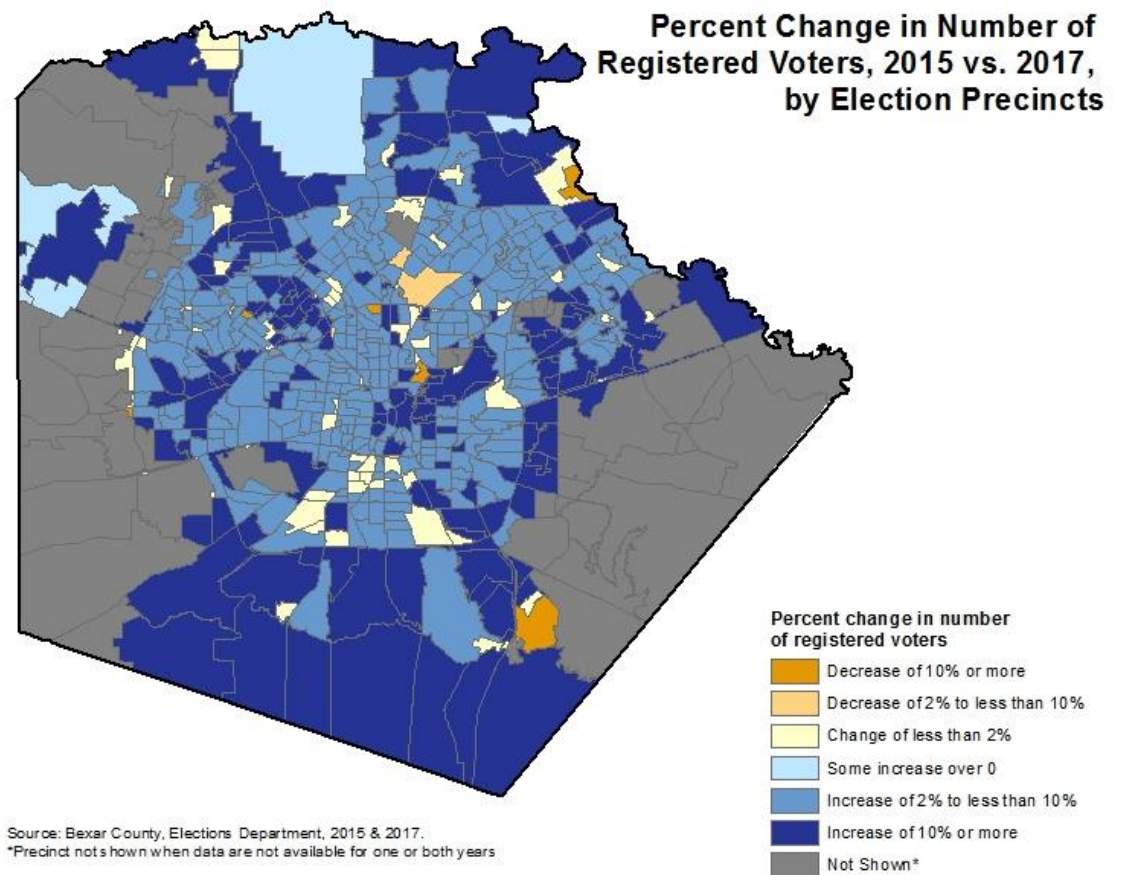 Percent Change in Number of
Registered Voters, 2015 vs. 2017,
by Election Precincts
Percent change in number
of registered voters
Decrease of 10% or more
Decrease of 2% to less than 10%
Change of less than 2%
Some increase over 0
Increase of 2% to less than 10%
Increase of 10% or more
Not Shown*
Source: Bexar County, Elections Department, 2015 & 2017.
*Precinct not shown when data are not available for one or both years